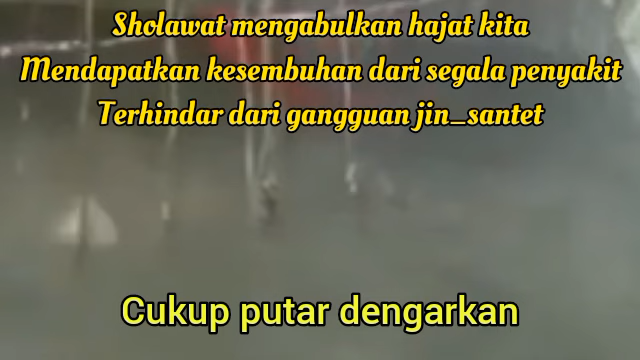 Sholawat mengabulkan hajat kita
Mendapatkan kesembuhan dari segala penyakit
Terhindar dari gangguan jin_santet
Cukup putar dengarkan